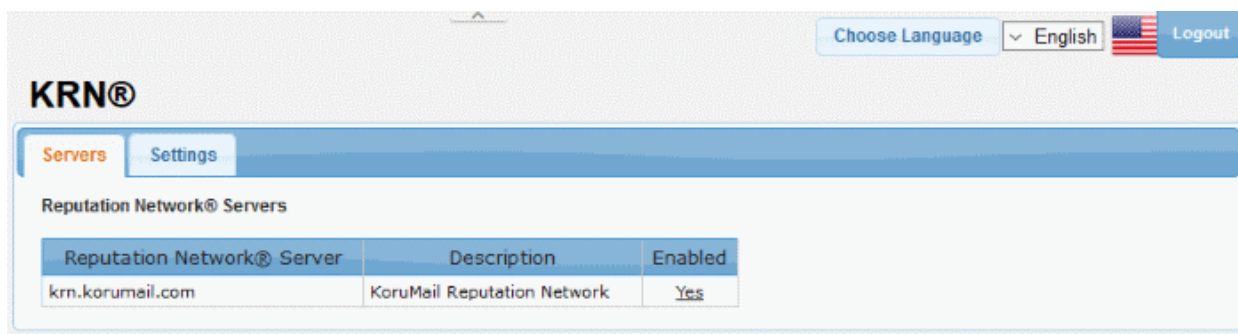 Choose Language English Logout
KRN®
Servers Settings
Reputation Network® Servers
Reputation Network® Server Description Enabled
krn.korumail.com KoruMail Reputation Network Yes